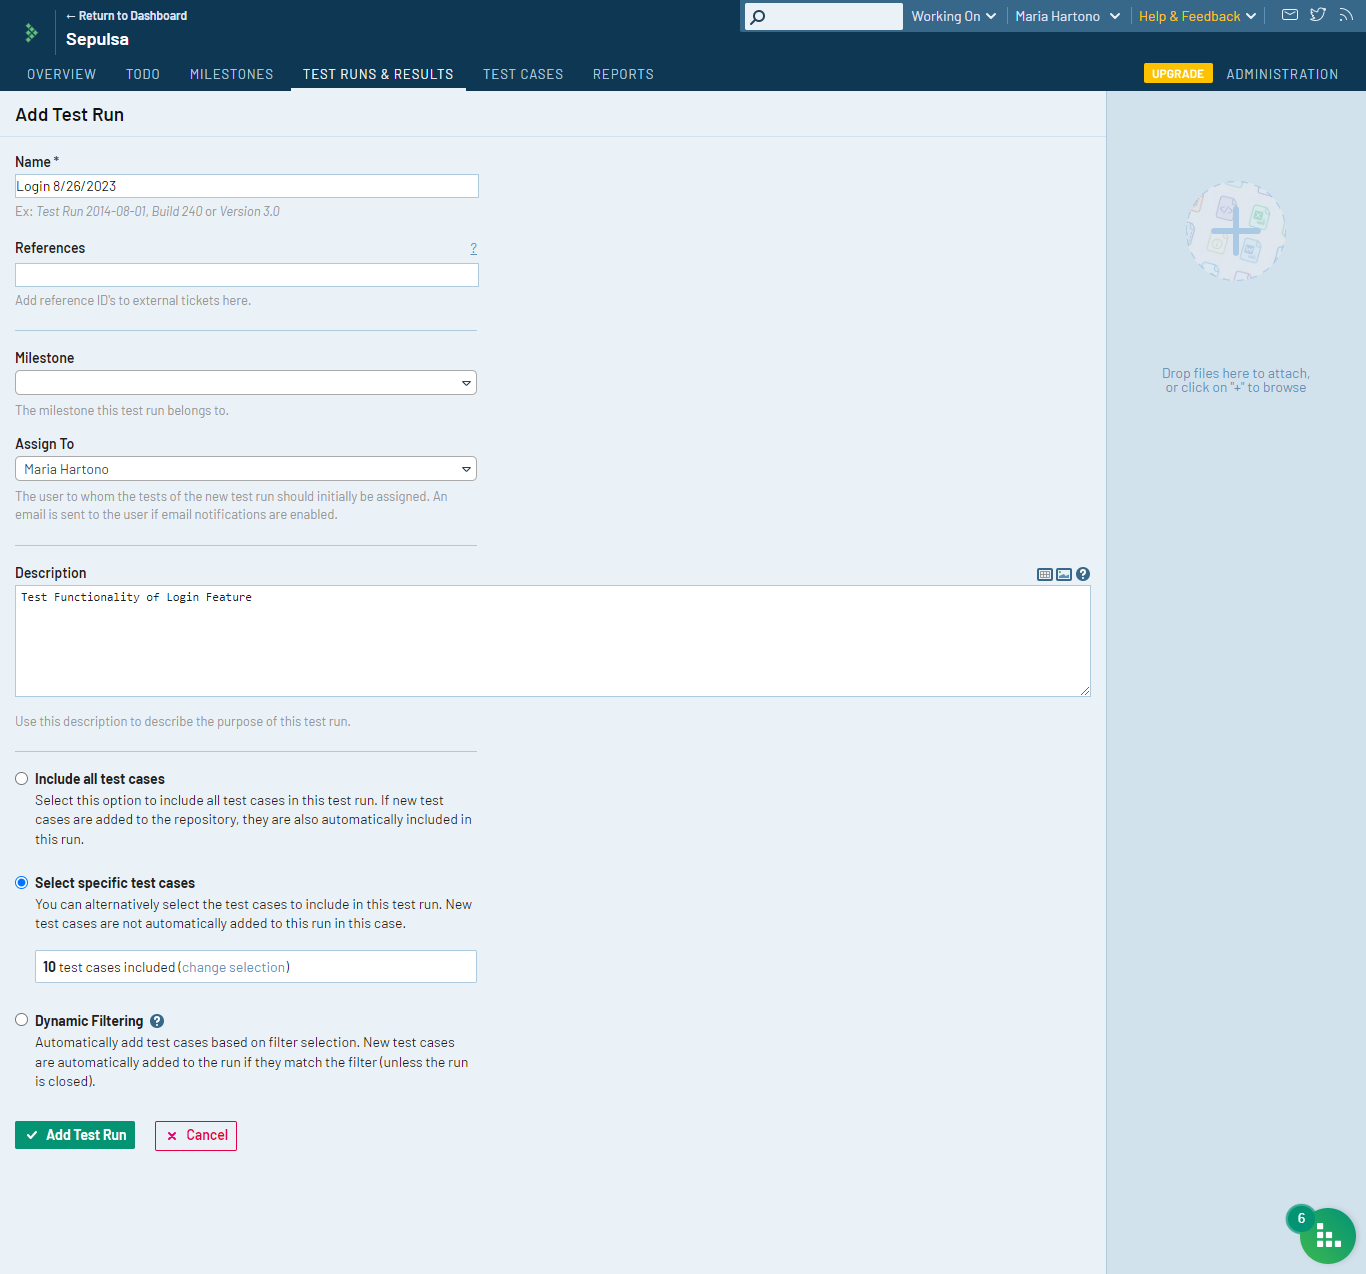 ← Return to Dashboard
Sepulsa
Working On
Maria Hartono
Help & Feedback
OVERVIEW
TODO
MILESTONES
TEST RUNS & RESULTS
TEST CASES
REPORTS
UPGRADE
ADMINISTRATION
Add Test Run
Name *
Login 8/26/2023
Ex: Test Run 2014-08-01, Build 240 or Version 3.0
References
?
Add reference ID's to external tickets here.
Milestone
The milestone this test run belongs to.
Assign To
Maria Hartono
The user to whom the tests of the new test run should initially be assigned. An
email is sent to the user if email notifications are enabled.
Description
?
Test Functionality of Login Feature
Use this description to describe the purpose of this test run.
Include all test cases
Select this option to include all test cases in this test run. If new test
cases are added to the repository, they are also automatically included in
this run.
Select specific test cases
You can alternatively select the test cases to include in this test run. New
test cases are not automatically added to this run in this case.
10 test cases included (change selection)
Dynamic Filtering ?
Automatically add test cases based on filter selection. New test cases
are automatically added to the run if they match the filter (unless the run
is closed).
Add Test Run
Cancel
Drop files here to attach,
or click on "+" to browse
6